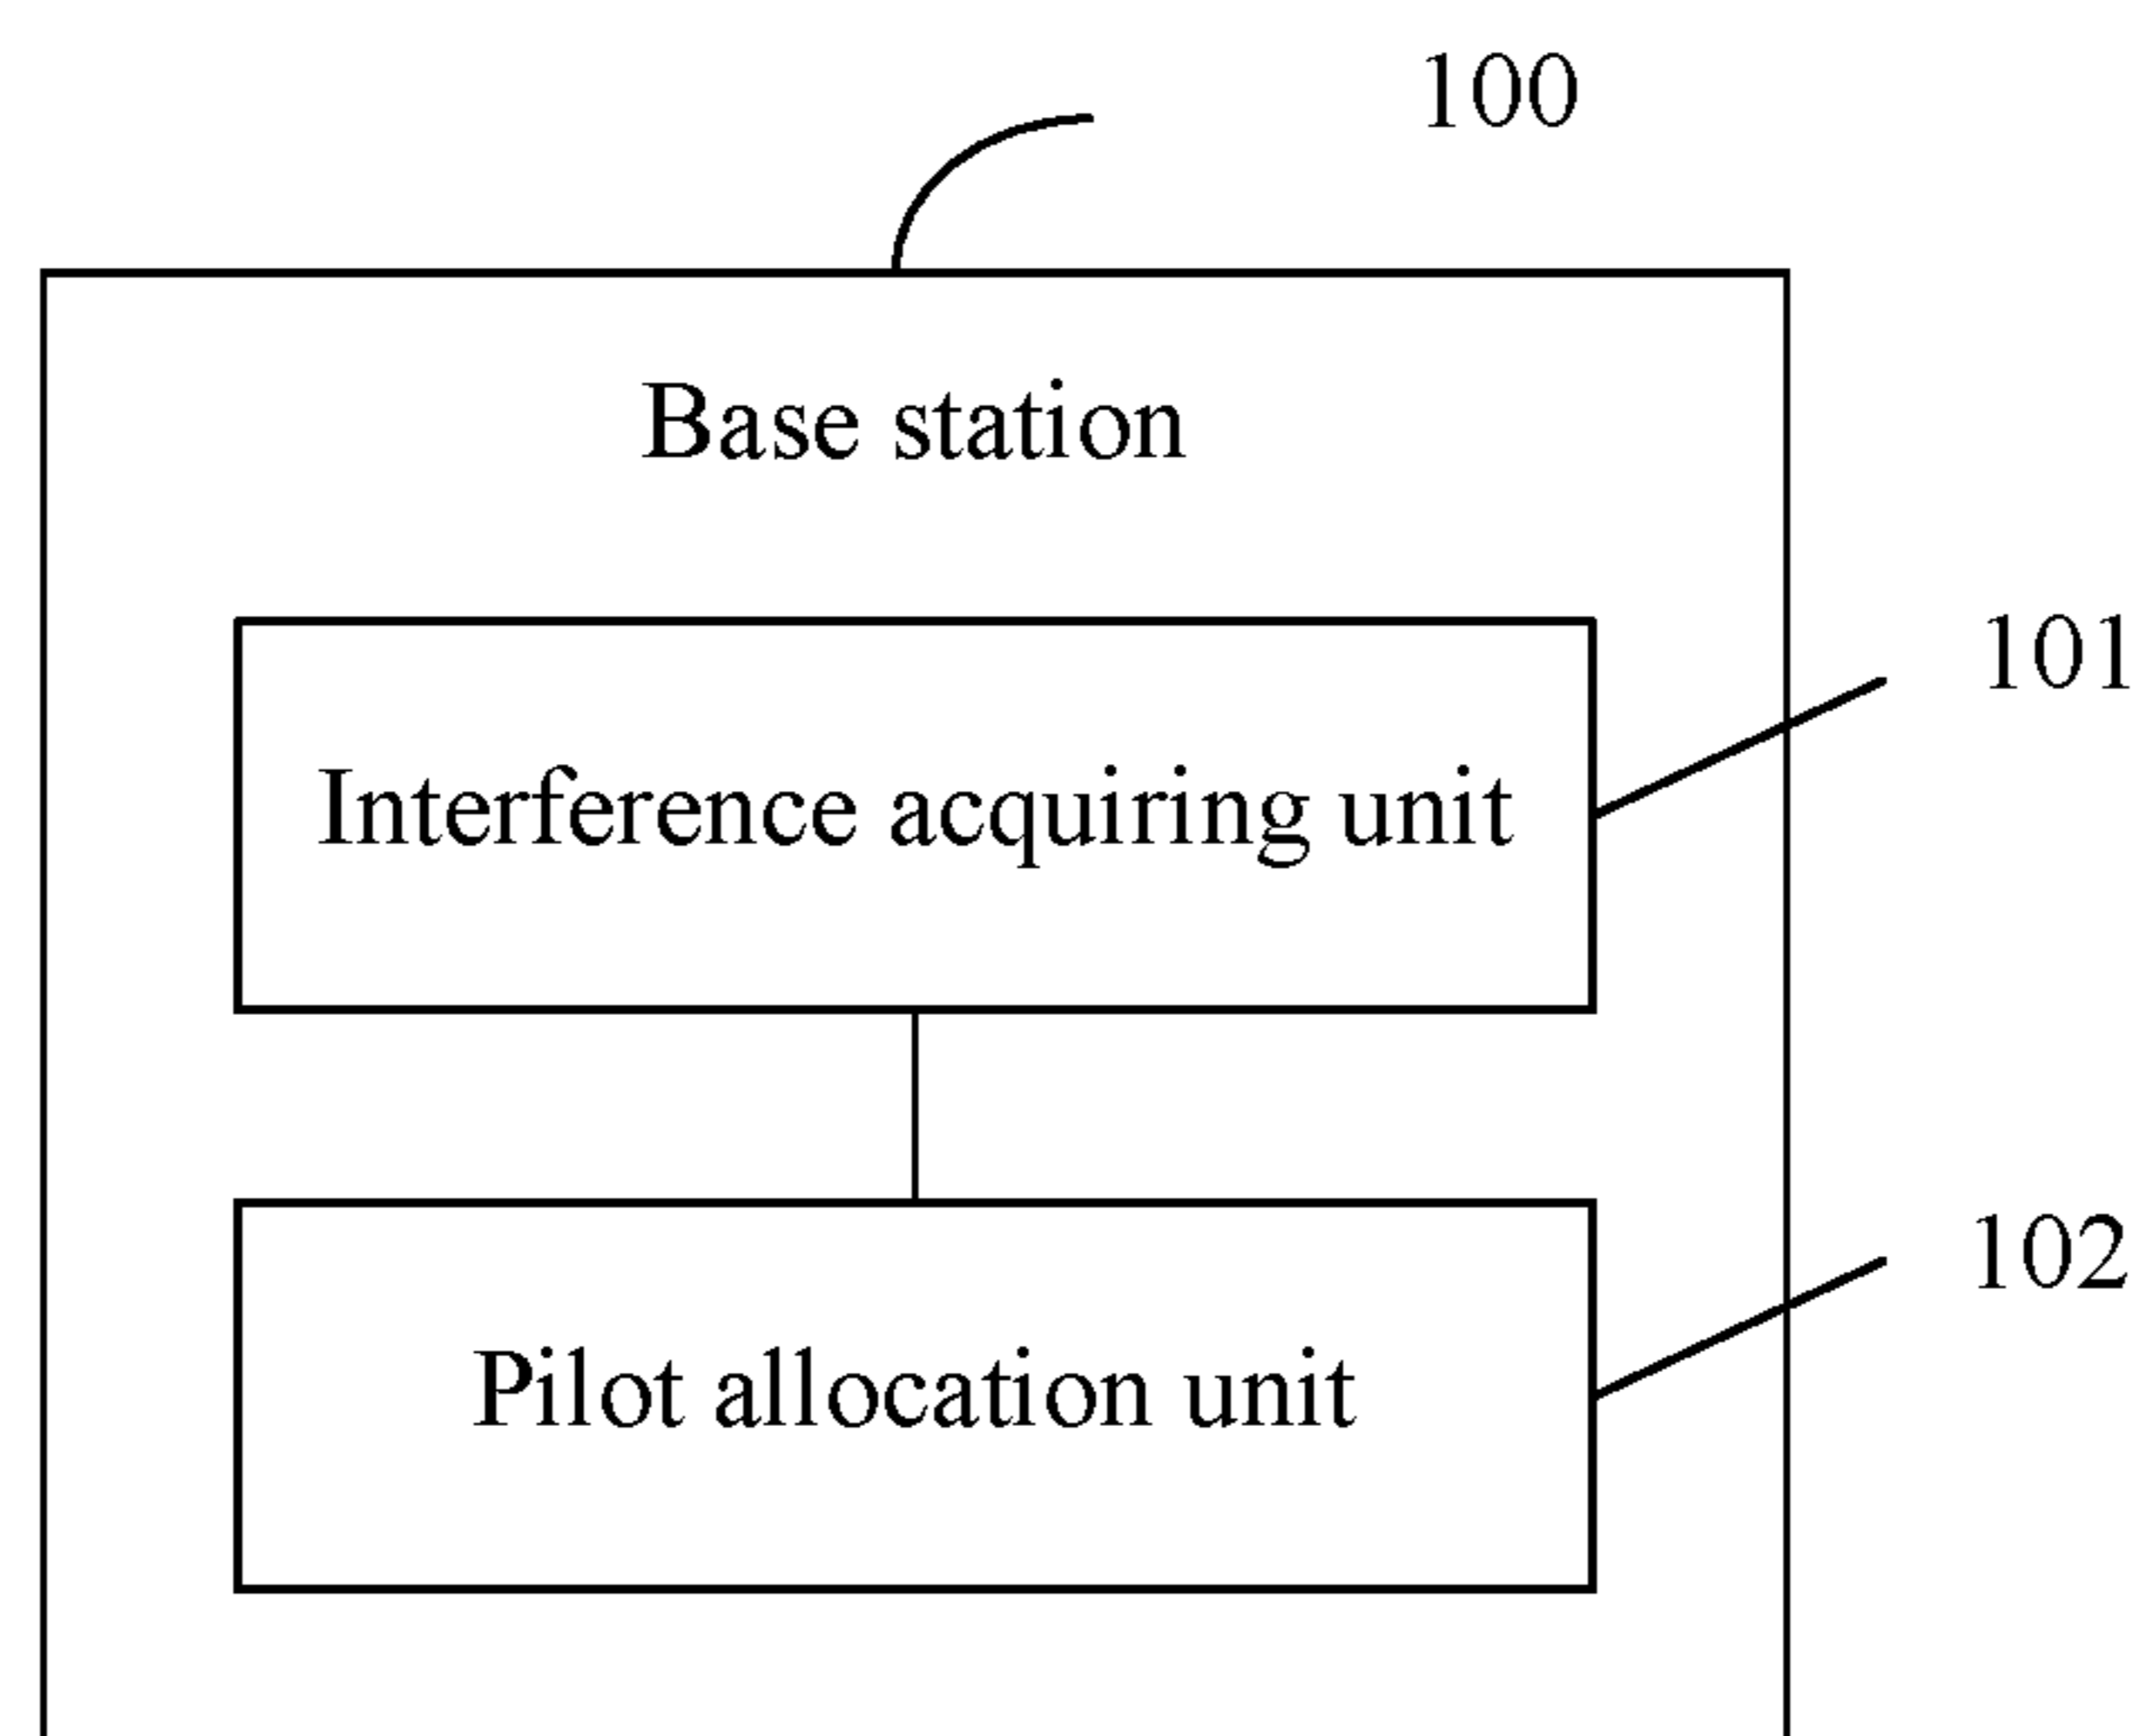 100
Base station
101
Interference acquiring unit
102
Pilot allocation unit